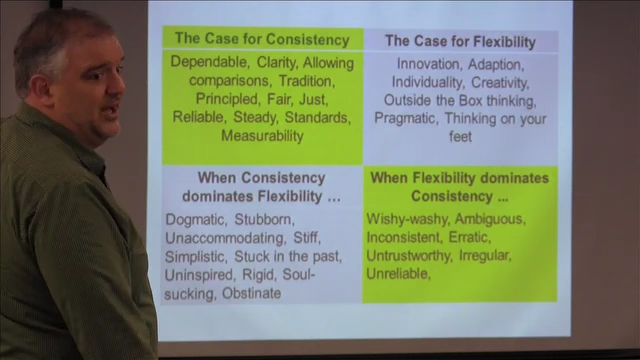 The Case for Consistency
Dependable, Clarity, Allowing
comparisons, Tradition,
Principled, Fair, Just,
Reliable, Steady, Standards,
Measurability
The Case for Flexibility
Innovation, Adaption,
Individuality, Creativity,
Outside the Box thinking,
Pragmatic, Thinking on your
feet
When Consistency
dominates Flexibility ...
Dogmatic, Stubborn,
Unaccommodating, Stiff,
Simplistic, Stuck in the past,
Uninspired, Rigid, Soul-
sucking, Obstinate
When Flexibility dominates
Consistency ...
Wishy-washy, Ambiguous,
Inconsistent, Erratic,
Untrustworthy, Irregular,
Unreliable,